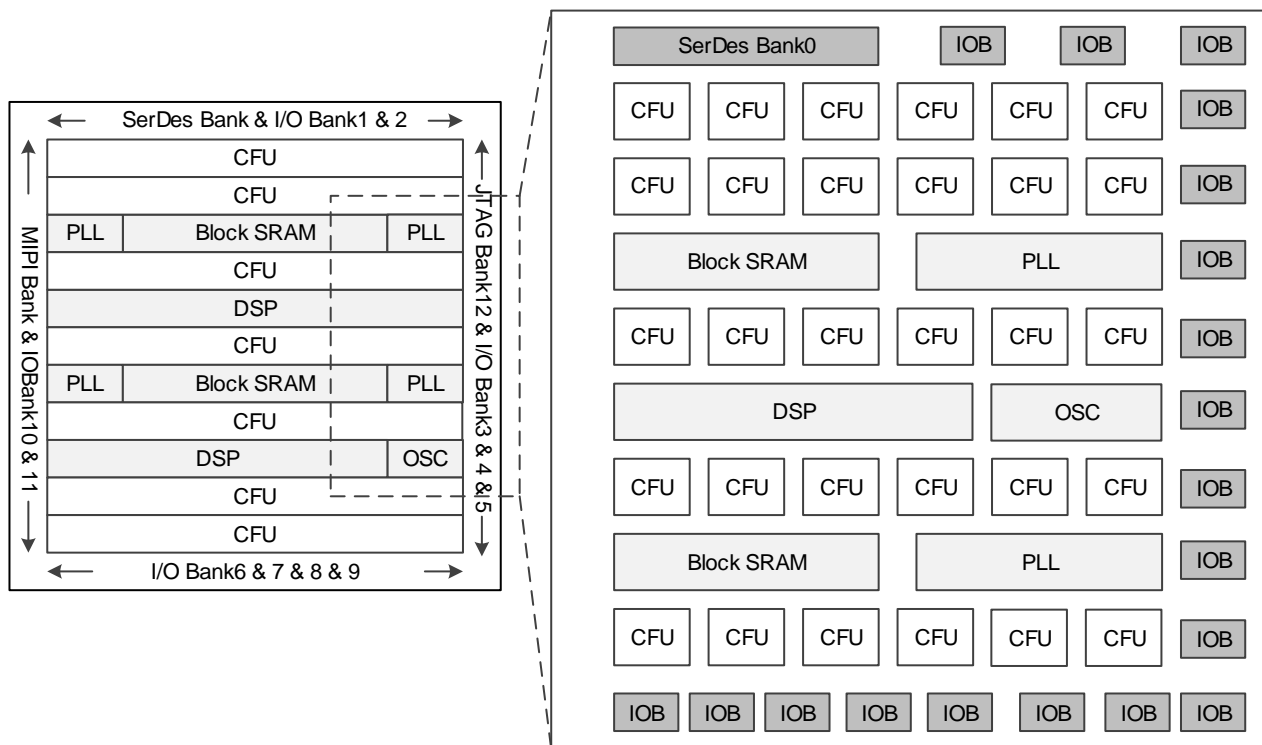 SerDes Bank & I/O Bank1 & 2
MIPI Bank & IOBank10 & 11
CFU
CFU
PLL Block SRAM PLL
CFU
DSP
CFU
PLL Block SRAM PLL
CFU
DSP OSC
CFU
CFU
JTAG Bank12 & I/O Bank3 & 4 & 5
I/O Bank6 & 7 & 8 & 9
SerDes Bank0 IOB IOB IOB
CFU CFU CFU CFU CFU CFU IOB
CFU CFU CFU CFU CFU CFU IOB
Block SRAM PLL IOB
CFU CFU CFU CFU CFU CFU IOB
DSP OSC IOB
CFU CFU CFU CFU CFU CFU IOB
Block SRAM PLL IOB
CFU CFU CFU CFU CFU CFU IOB
IOB IOB IOB IOB IOB IOB IOB IOB